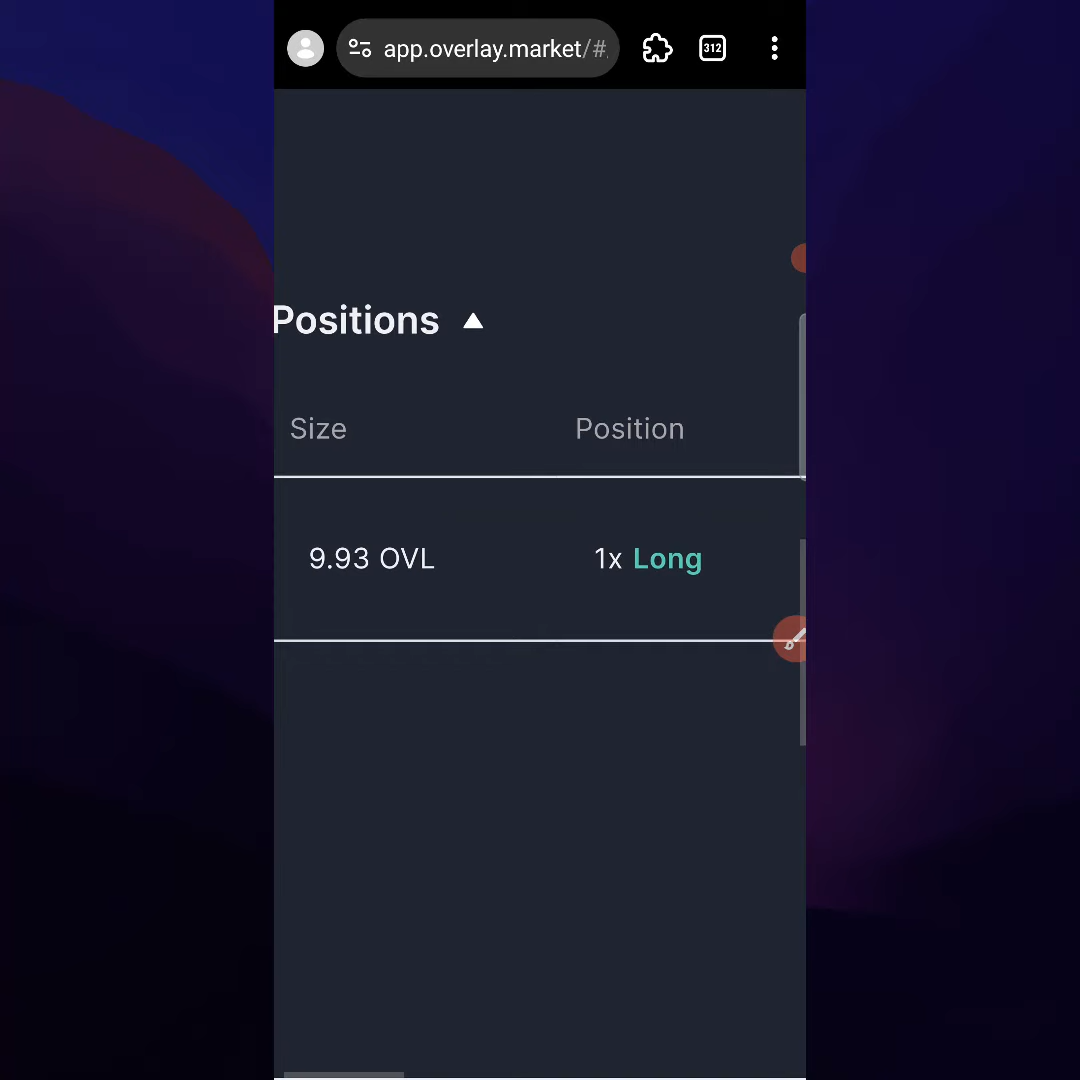 app.overlay.market/#
312
Positions
Size Position
9.93 OVL 1x Long